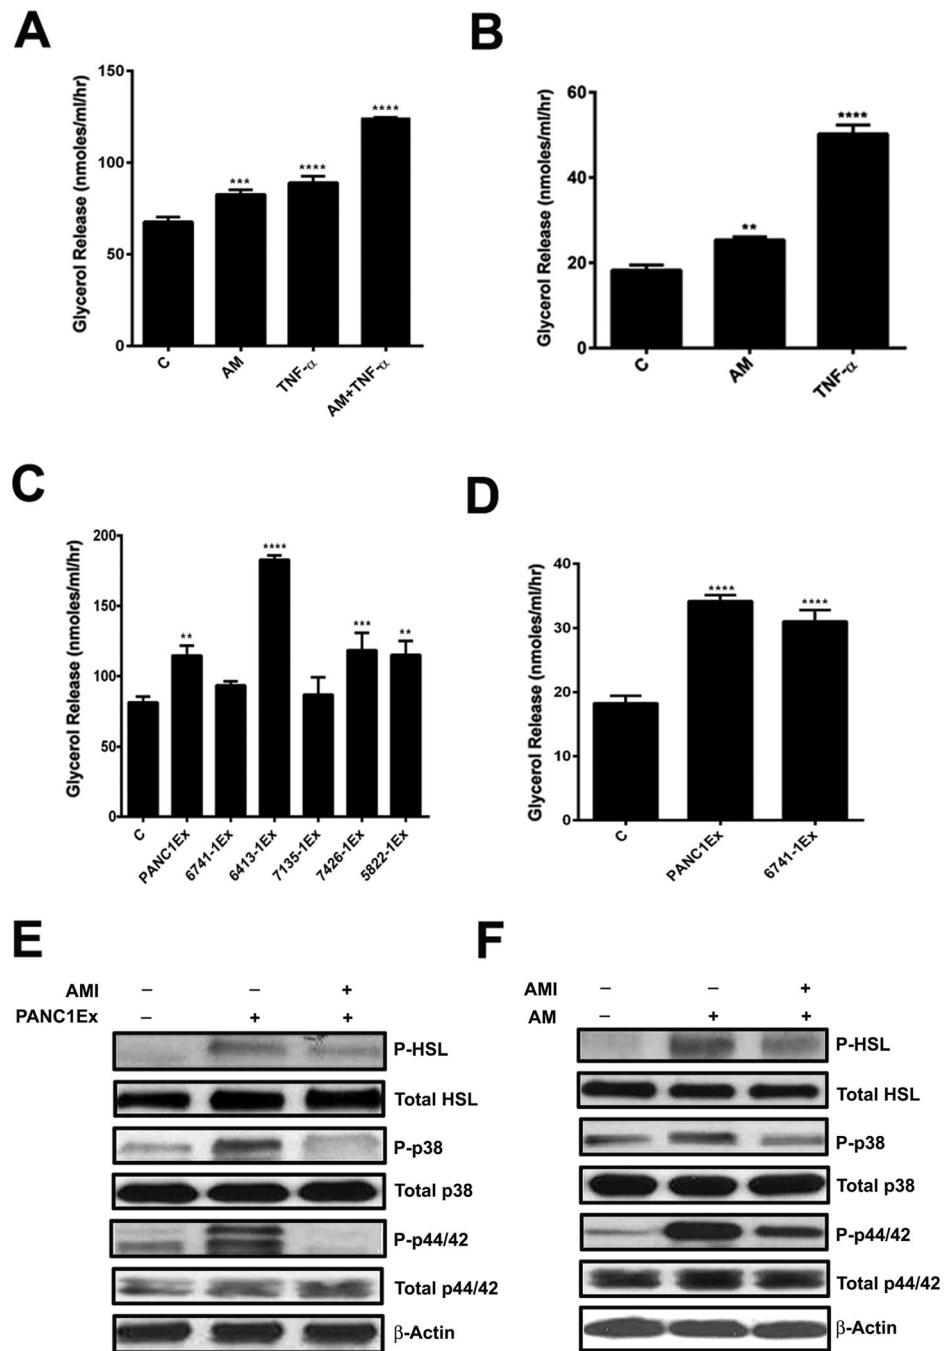 A
Glycerol Release (nmoles/ml/hr)
150
100
50
0
***
****
****
C
AM
TNF-α
AM+TNF-α
B
Glycerol Release (nmoles/ml/hr)
60
40
20
0
**
****
C
AM
TNF-α
C
Glycerol Release (nmoles/ml/hr)
200
150
100
50
0
**
****
***
**
C
PANC1Ex
6741-1Ex
6413-1Ex
7135-1Ex
7426-1Ex
5822-1Ex
D
Glycerol Release (nmoles/ml/hr)
40
30
20
10
0
****
****
C
PANC1Ex
6741-1Ex
E
AMI – – +
PANC1Ex – + +
P-HSL
Total HSL
P-p38
Total p38
P-p44/42
Total p44/42
β-Actin
F
AMI – – +
AM – + +
P-HSL
Total HSL
P-p38
Total p38
P-p44/42
Total p44/42
β-Actin